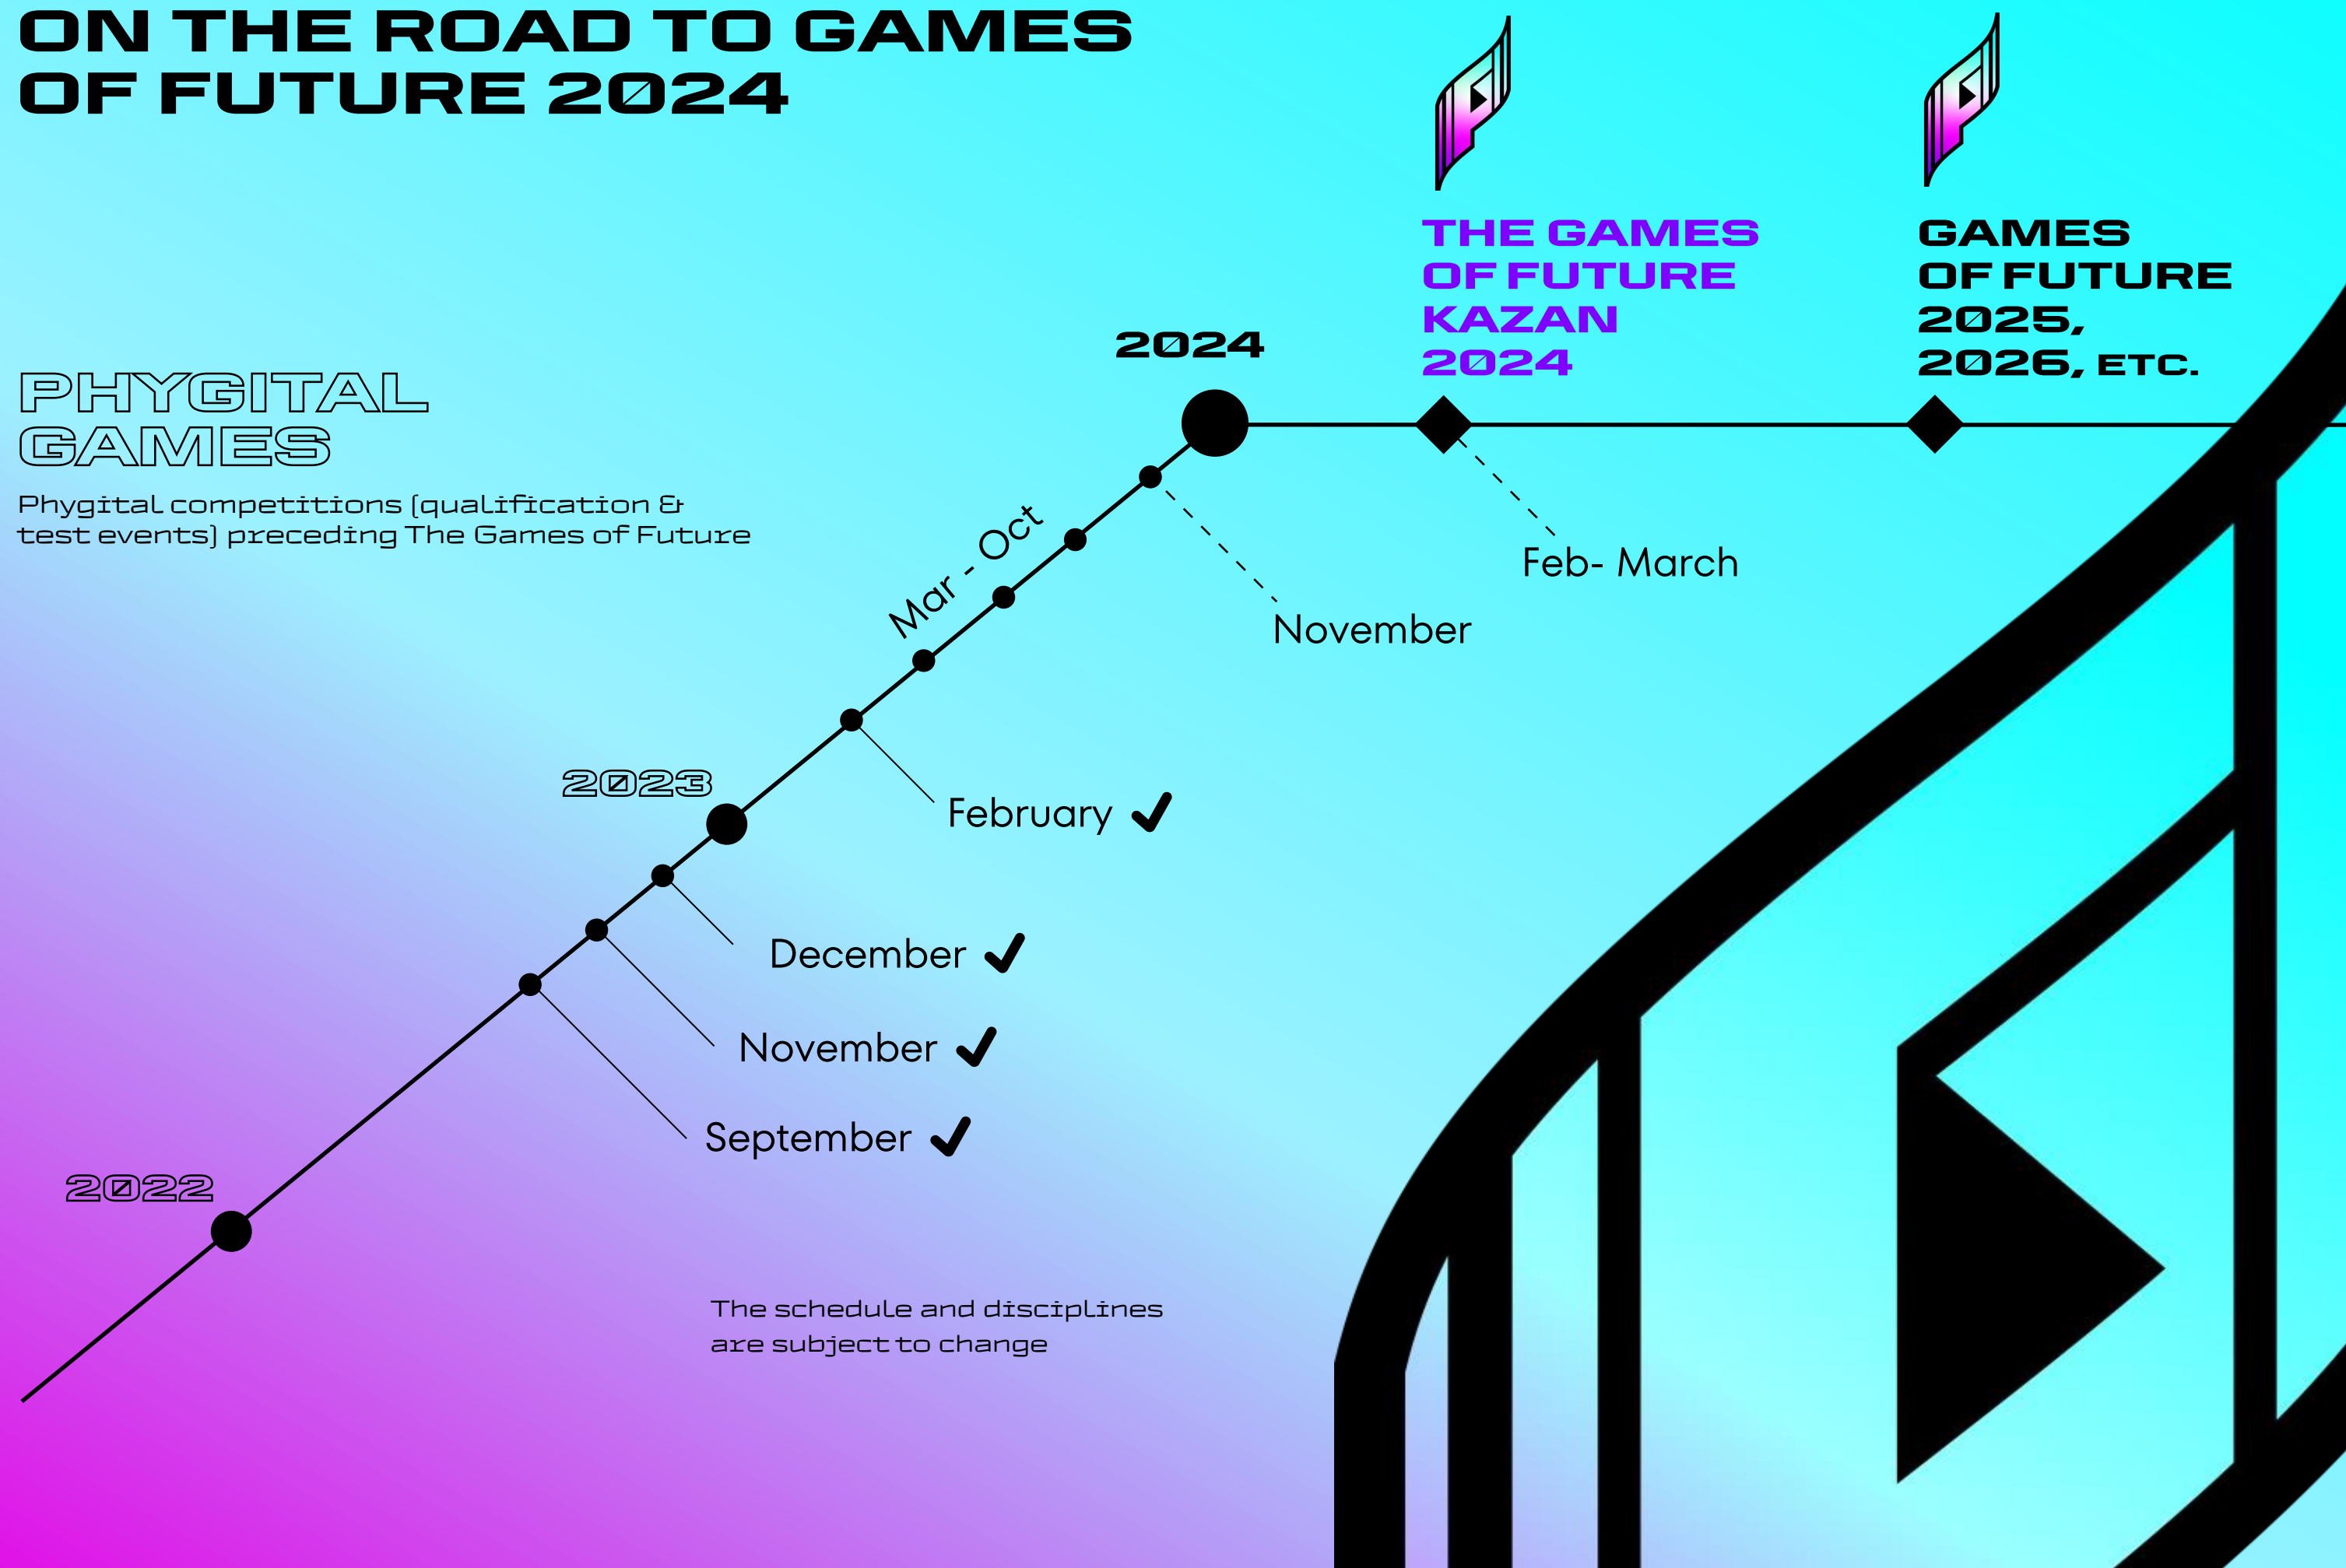 ON THE ROAD TO GAMES
OF FUTURE 2024
THE GAMES
OF FUTURE
KAZAN
2024
GAMES
OF FUTURE
2025,
2026, ETC.
2024
PHYGITAL
GAMES
Phygital competitions (qualification &
test events) preceding The Games of Future
Mar - Oct
Feb- March
November
2023
February
December
November
September
2022
The schedule and disciplines
are subject to change